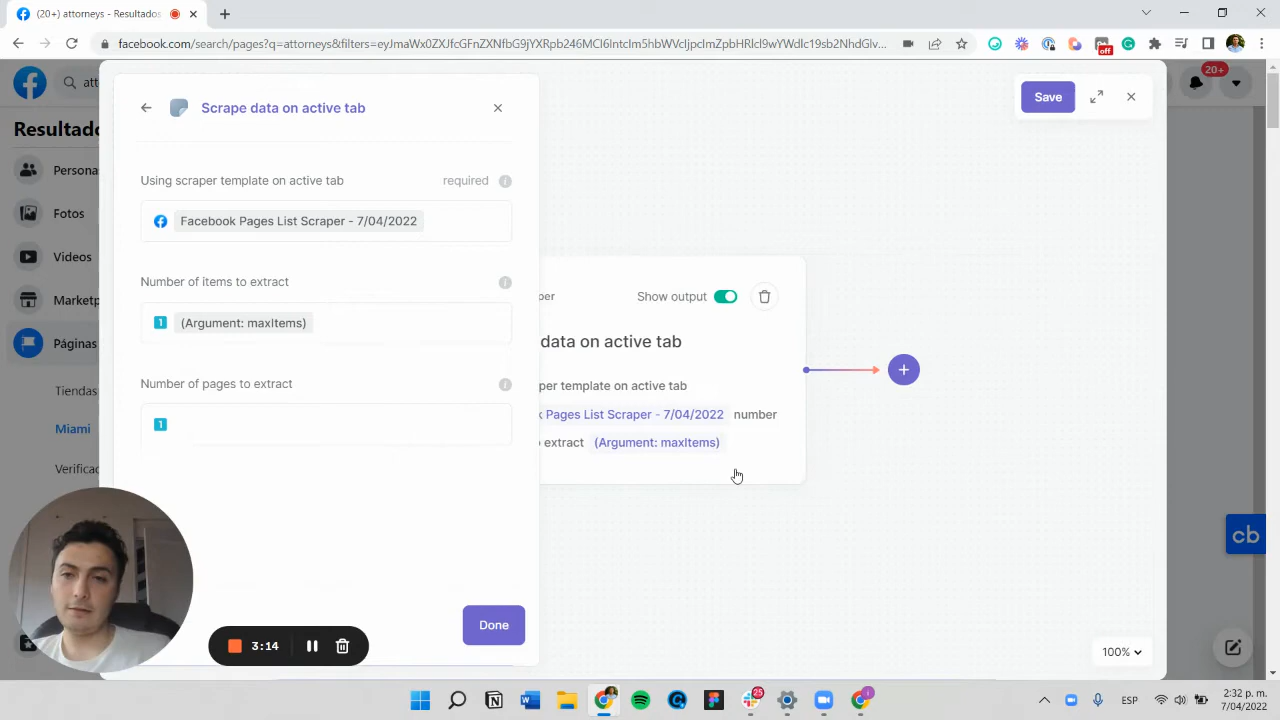 (20+) attorneys - Resultados
facebook.com/search/pages?q=attorneys&filters=
off
att
20+
Resultado
Persona
Fotos
Videos
Marketp
Páginas
Tiendas
Miami
Verificac
Scrape data on active tab
Using scraper template on active tab required
Facebook Pages List Scraper - 7/04/2022
Number of items to extract
1 (Argument: maxItems)
Number of pages to extract
1
Done
Save
per Show output
data on active tab
per template on active tab
k Pages List Scraper - 7/04/2022 number
o extract (Argument: maxItems)
cb
3:14
100%
25
ESP
2:32 p. m.
7/04/2022